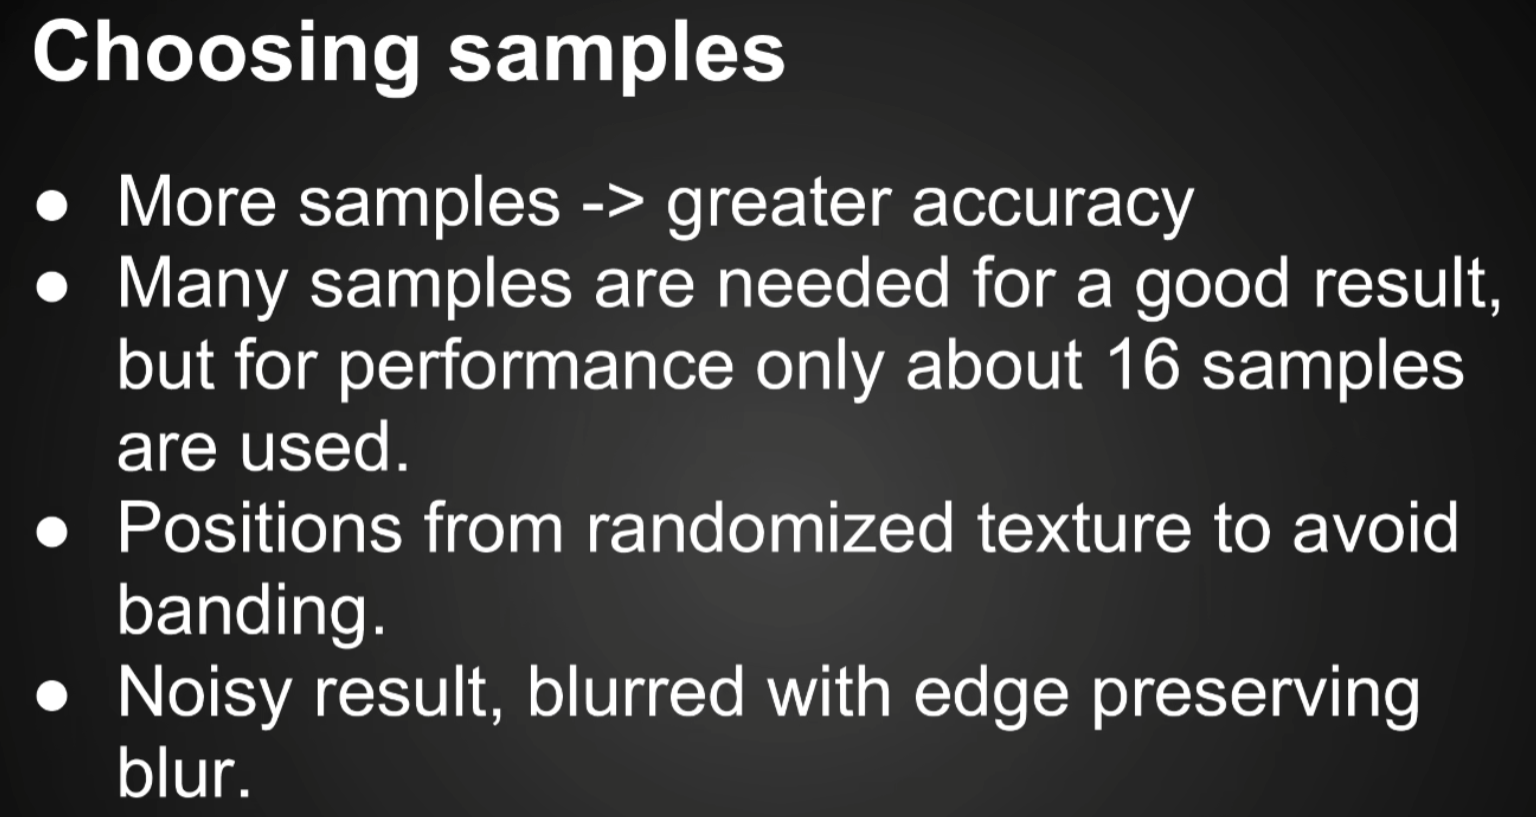 Choosing samples
● More samples -> greater accuracy
● Many samples are needed for a good result,
but for performance only about 16 samples
are used.
● Positions from randomized texture to avoid
banding.
● Noisy result, blurred with edge preserving
blur.